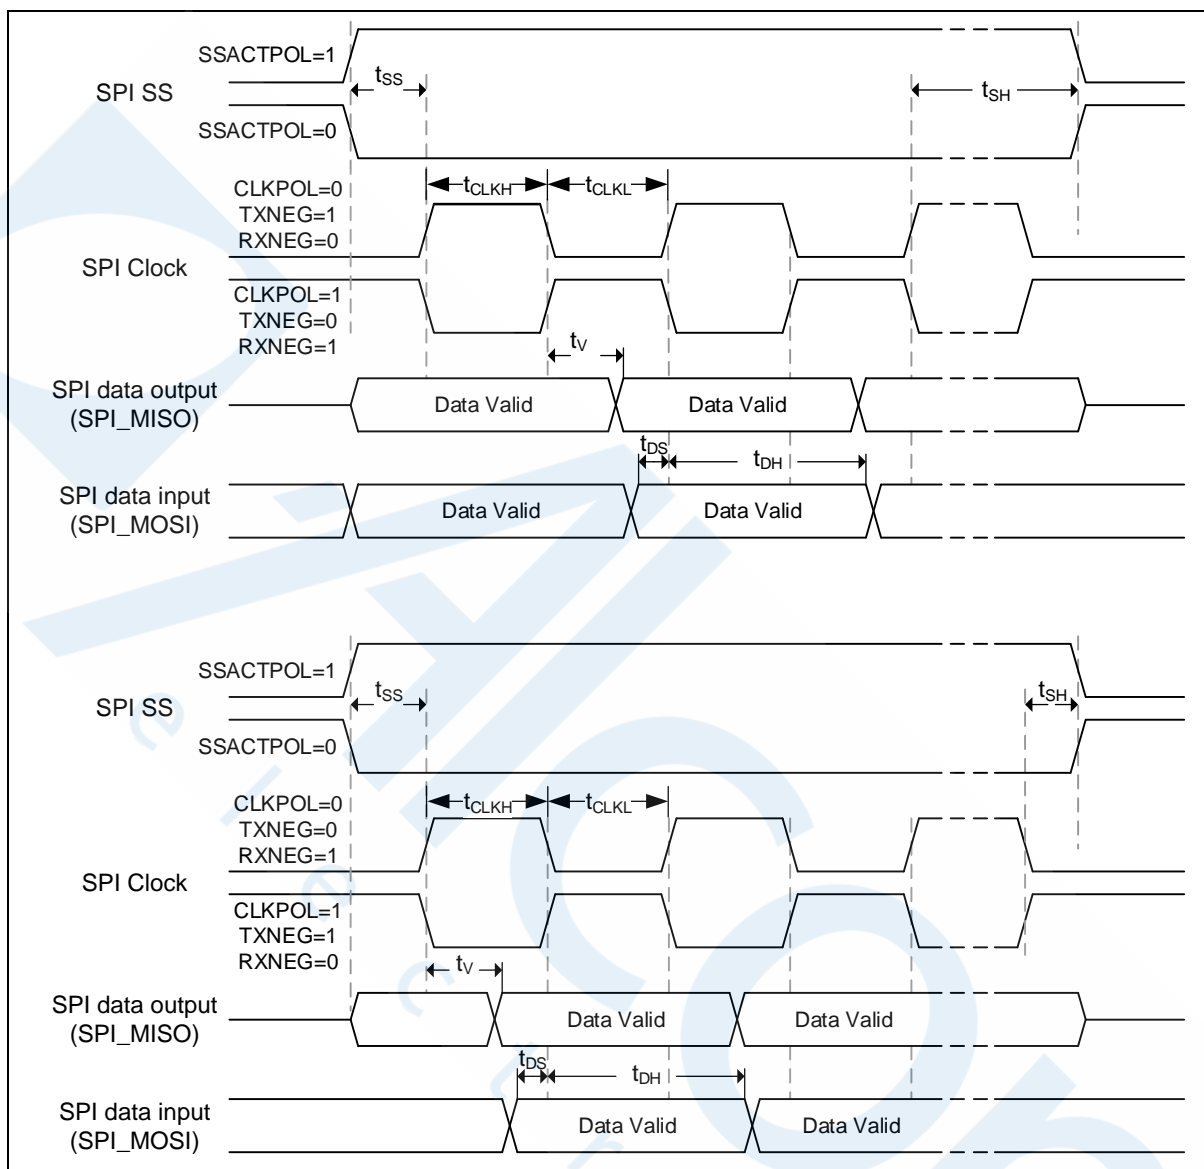 SSACTPOL=1
tSS
SPI SS
tSH
SSACTPOL=0
CLKPOL=0
TXNEG=1
RXNEG=0
tCLKH
tCLKL
SPI Clock
CLKPOL=1
TXNEG=0
RXNEG=1
tV
SPI data output
(SPI_MISO)
Data Valid
Data Valid
tDS
tDH
SPI data input
(SPI_MOSI)
Data Valid
Data Valid
SSACTPOL=1
tSS
SPI SS
tSH
SSACTPOL=0
CLKPOL=0
TXNEG=0
RXNEG=1
tCLKH
tCLKL
SPI Clock
CLKPOL=1
TXNEG=1
RXNEG=0
tV
SPI data output
(SPI_MISO)
Data Valid
Data Valid
tDS
tDH
SPI data input
(SPI_MOSI)
Data Valid
Data Valid